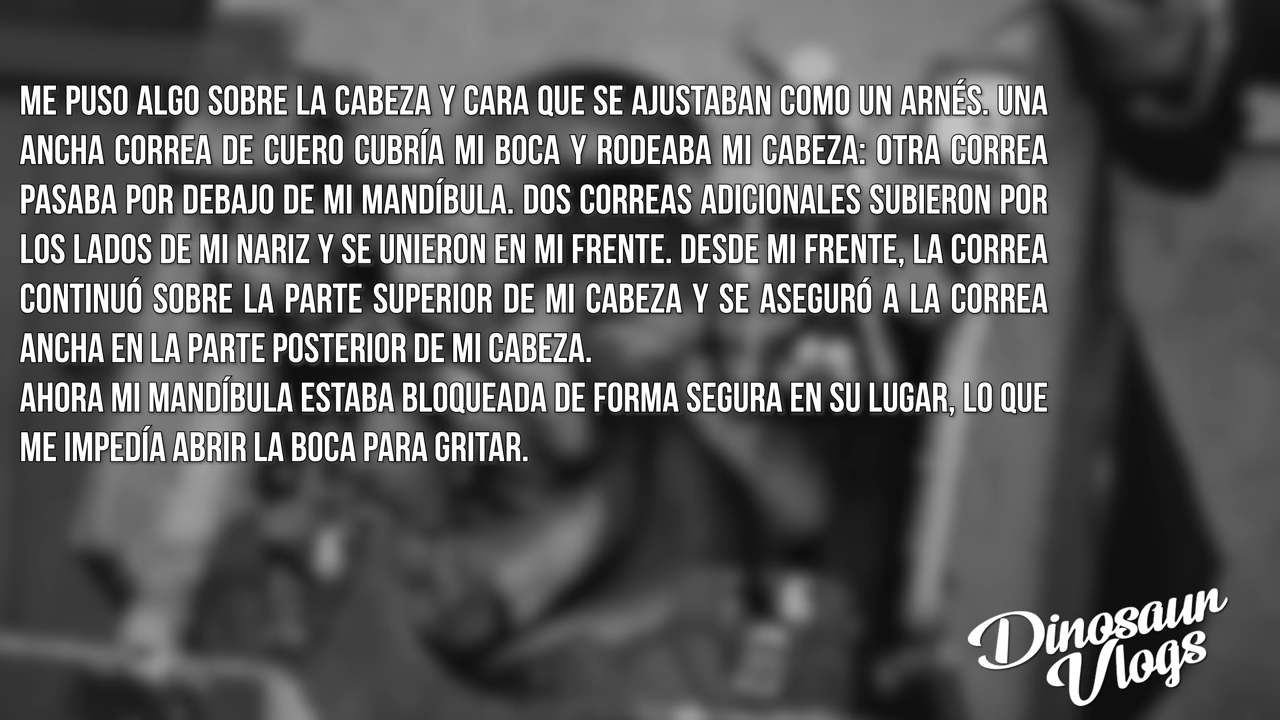 ME PUSO ALGO SOBRE LA CABEZA Y CARA QUE SE AJUSTABAN COMO UN ARNÉS. UNA
ANCHA CORREA DE CUERO CUBRÍA MI BOCA Y RODEABA MI CABEZA: OTRA CORREA
PASABA POR DEBAJO DE MI MANDÍBULA. DOS CORREAS ADICIONALES SUBIERON POR
LOS LADOS DE MI NARIZ Y SE UNIERON EN MI FRENTE. DESDE MI FRENTE, LA CORREA
CONTINUÓ SOBRE LA PARTE SUPERIOR DE MI CABEZA Y SE ASEGURÓ A LA CORREA
ANCHA EN LA PARTE POSTERIOR DE MI CABEZA.
AHORA MI MANDÍBULA ESTABA BLOQUEADA DE FORMA SEGURA EN SU LUGAR, LO QUE
ME IMPEDÍA ABRIR LA BOCA PARA GRITAR.
Dinosaur
Vlogs